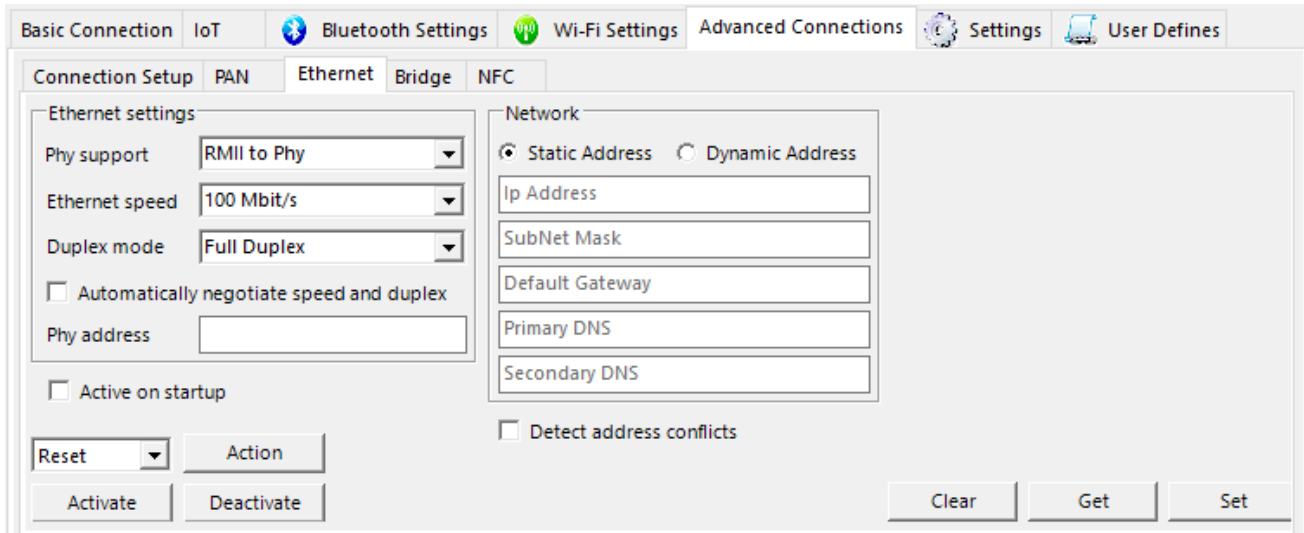 Basic Connection IoT Bluetooth Settings Wi-Fi Settings Advanced Connections Settings User Defines
Connection Setup PAN Ethernet Bridge NFC
Ethernet settings
Phy support RMII to Phy
Ethernet speed 100 Mbit/s
Duplex mode Full Duplex
Automatically negotiate speed and duplex
Phy address
Active on startup
Reset Action
Activate Deactivate
Network
Static Address Dynamic Address
Ip Address
SubNet Mask
Default Gateway
Primary DNS
Secondary DNS
Detect address conflicts
Clear Get Set